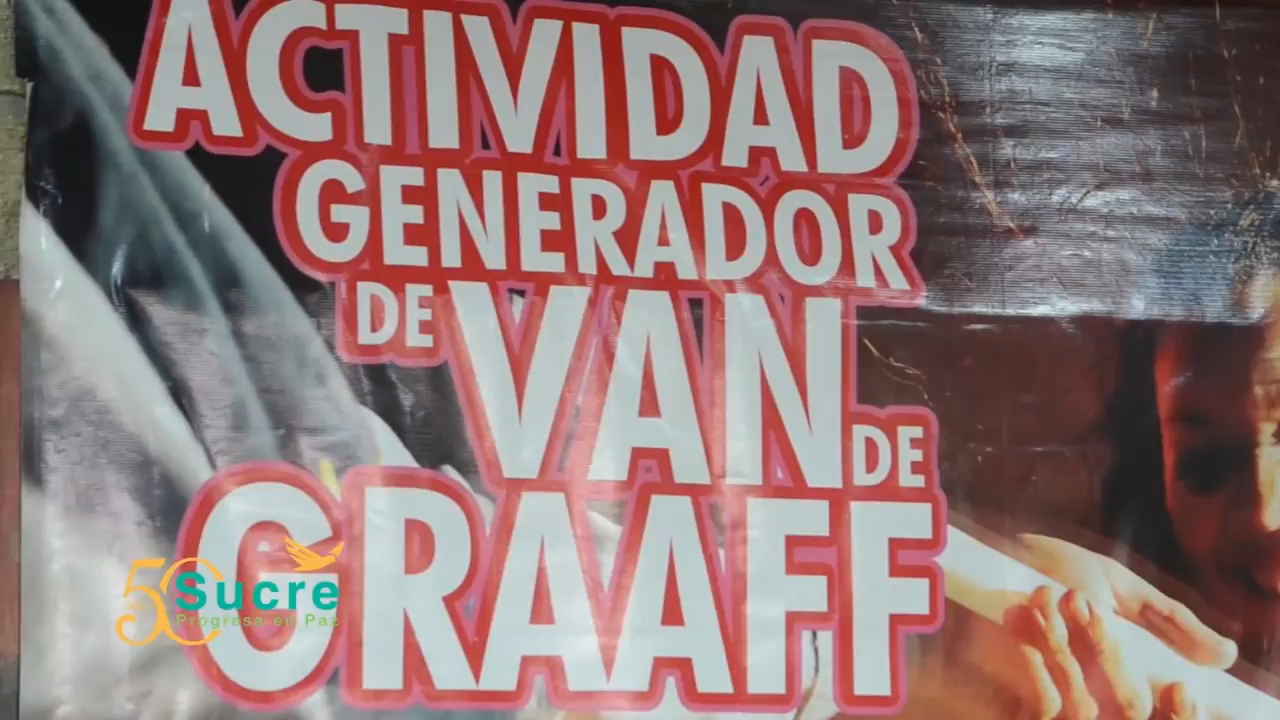 ACTIVIDAD
GENERADOR
DE VAN DE
GRAAFF
50 Sucre
Progresa en Paz